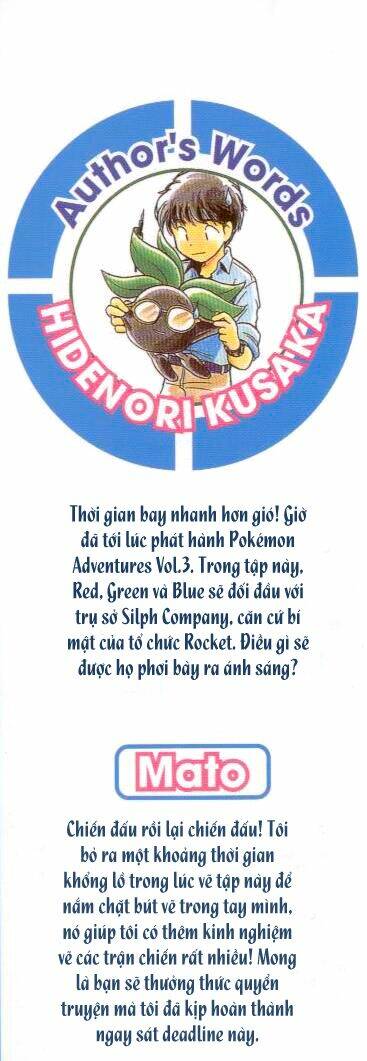 Author's Words
HIDENORI KUSAKA
Thời gian bay nhanh hơn gió! Giờ
đã tới lúc phát hành Pokémon
Adventures Vol.3. Trong tập này,
Red, Green và Blue sẽ đối đầu với
trụ sở Silph Company, căn cứ bí
mật của tổ chức Rocket. Điều gì sẽ
được họ phơi bày ra ánh sáng?
Mato
Chiến đấu rồi lại chiến đấu! Tôi
bỏ ra một khoảng thời gian
khổng lồ trong lúc vẽ tập này để
nắm chặt bút vẽ trong tay mình,
nó giúp tôi có thêm kinh nghiệm
vẽ các trận chiến rất nhiều! Mong
là bạn sẽ thưởng thức quyển
truyện mà tôi đã kịp hoàn thành
ngay sát deadline này.